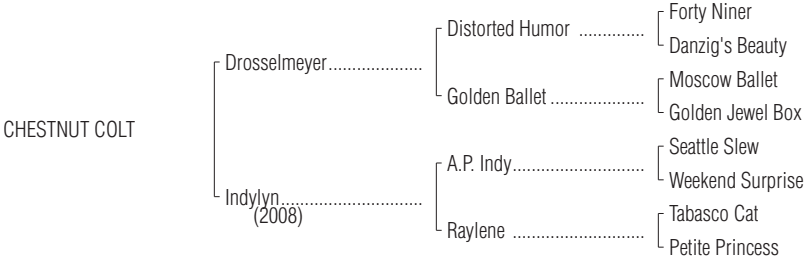 Forty Niner
Distorted Humor ..............
Danzig's Beauty
Drosselmeyer....................
Moscow Ballet
Golden Ballet ....................
Golden Jewel Box
CHESTNUT COLT
Seattle Slew
A.P. Indy............................
Weekend Surprise
Indylyn..............................
(2008)
Tabasco Cat
Raylene ............................
Petite Princess